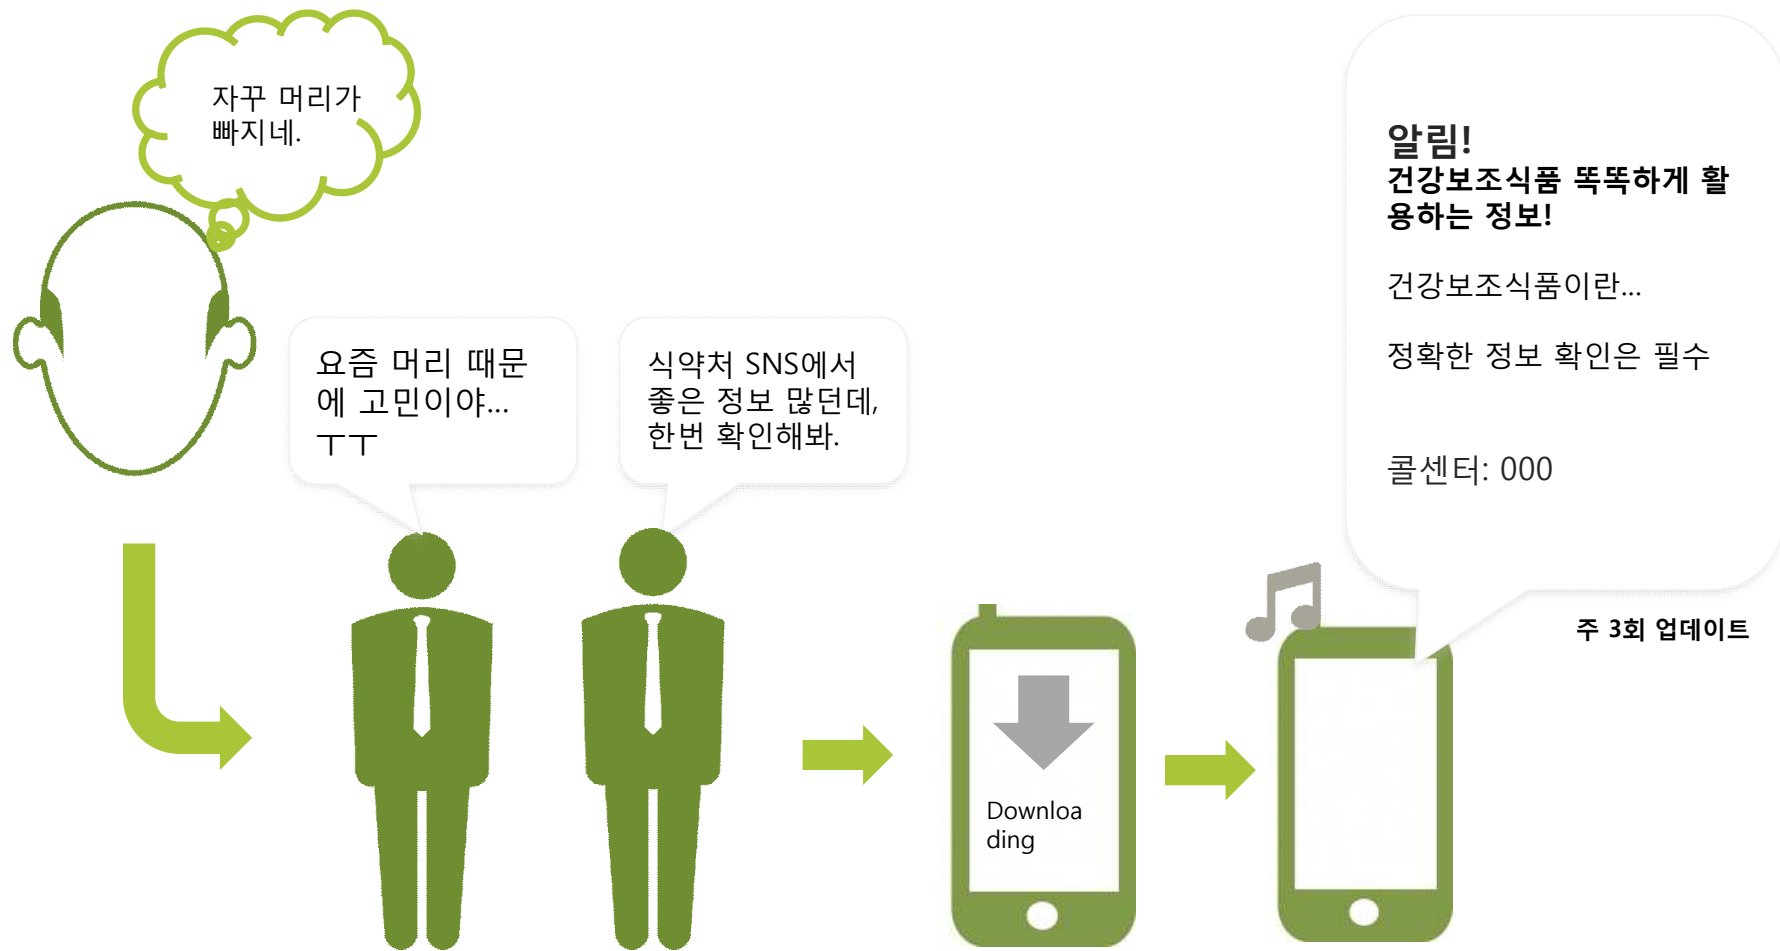 자꾸 머리가
빠지네.
요즘 머리 때문
에 고민이야...
ㅜㅜ
식약처 SNS에서
좋은 정보 많던데,
한번 확인해봐.
Downloa
ding
알림!
건강보조식품 똑똑하게 활
용하는 정보!
건강보조식품이란...
정확한 정보 확인은 필수
콜센터: 000
주 3회 업데이트